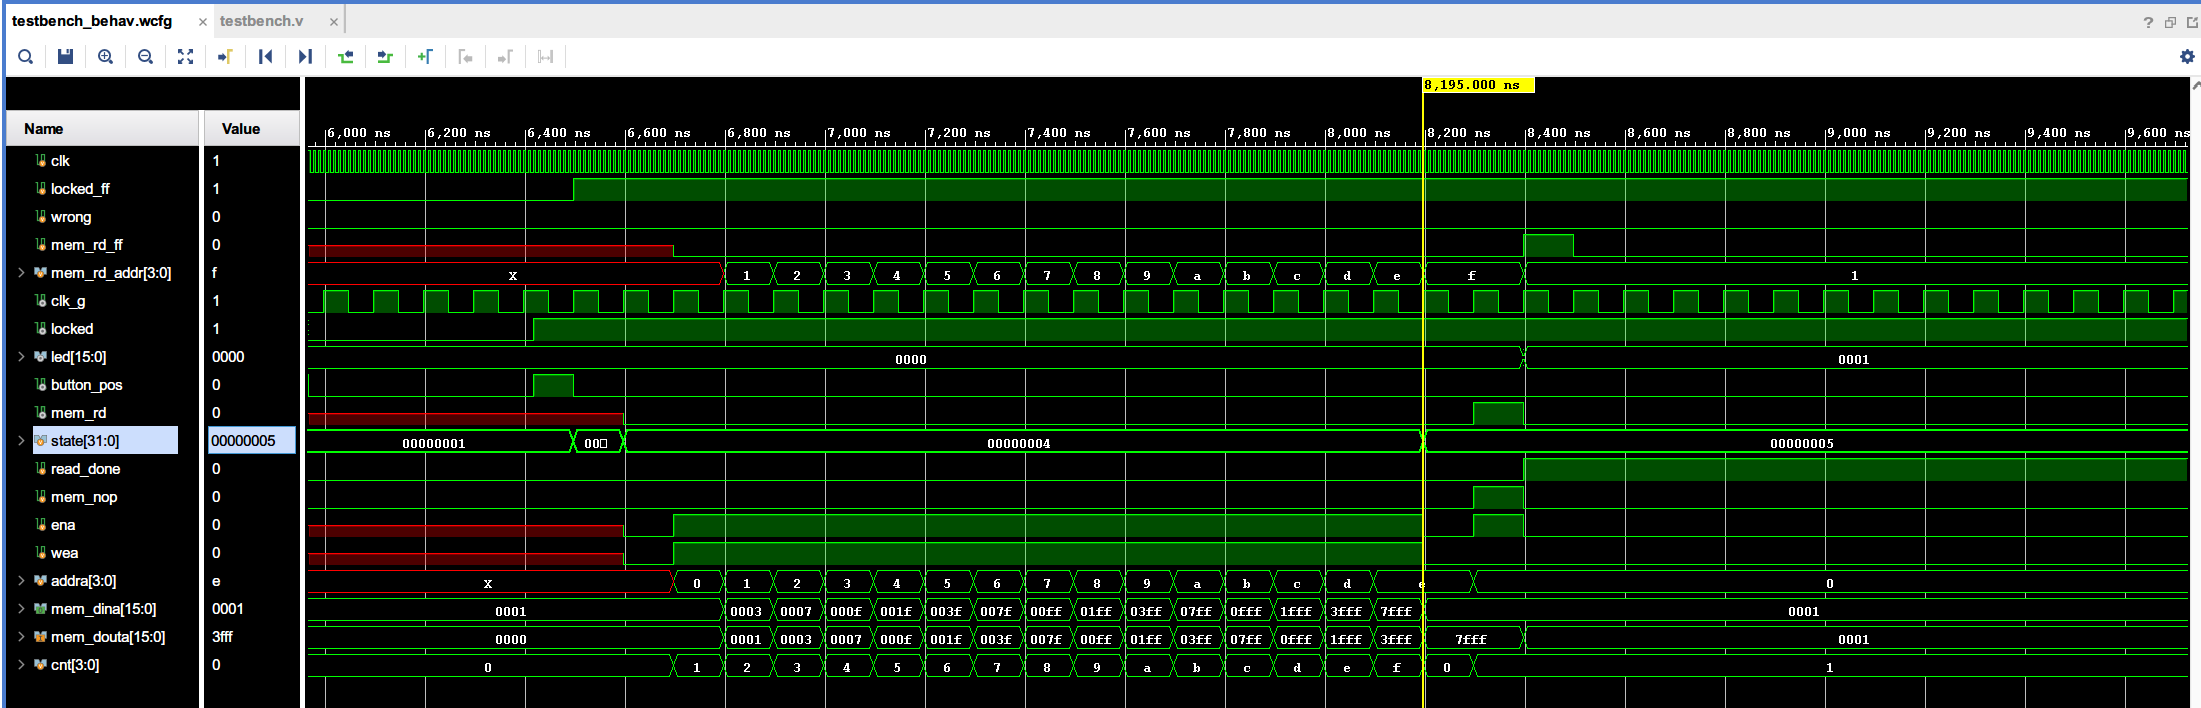 testbench_behav.wcfg × testbench.v ×
?
8,195.000 ns
Name Value
6,000 ns 6,200 ns 6,400 ns 6,600 ns 6,800 ns 7,000 ns 7,200 ns 7,400 ns 7,600 ns 7,800 ns 8,000 ns 8,200 ns 8,400 ns 8,600 ns 8,800 ns 9,000 ns 9,200 ns 9,400 ns 9,600 ns
clk 1
locked_ff 1
wrong 0
mem_rd_ff 0
mem_rd_addr[3:0] f X 1 2 3 4 5 6 7 8 9 a b c d e f 1
clk_g 1
locked 1
led[15:0] 0000 0000 0001
button_pos 0
mem_rd 0
state[31:0] 00000005 00000001 00□ 00000004 00000005
read_done 0
mem_nop 0
ena 0
wea 0
addra[3:0] e X 0 1 2 3 4 5 6 7 8 9 a b c d e 0
mem_dina[15:0] 0001 0001 0003 0007 000f 001f 003f 007f 00ff 01ff 03ff 07ff 0fff 1fff 3fff 7fff 0001
mem_douta[15:0] 3fff 0000 0001 0003 0007 000f 001f 003f 007f 00ff 01ff 03ff 07ff 0fff 1fff 3fff 7fff 0001
cnt[3:0] 0 0 1 2 3 4 5 6 7 8 9 a b c d e f 0 1